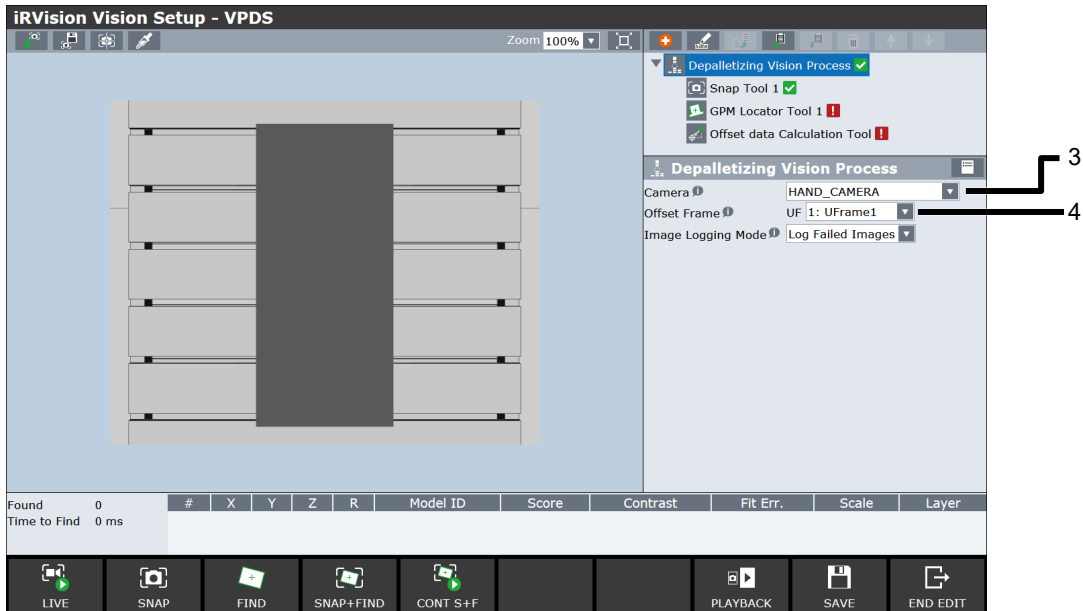 iRVision Vision Setup - VPDS
Zoom 100%
Depalletizing Vision Process
Snap Tool 1
GPM Locator Tool 1
Offset data Calculation Tool
Depalletizing Vision Process
Camera HAND_CAMERA
3
Offset Frame UF 1: UFrame1
4
Image Logging Mode Log Failed Images
Found 0
Time to Find 0 ms
# X Y Z R Model ID Score Contrast Fit Err. Scale Layer
LIVE SNAP FIND SNAP+FIND CONT S+F PLAYBACK SAVE END EDIT